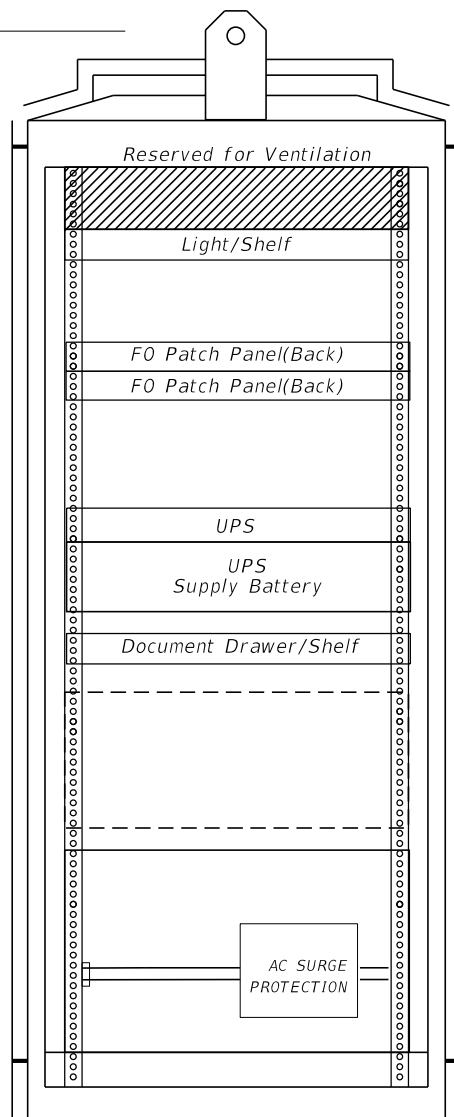 Reserved for Ventilation
Light/Shelf
FO Patch Panel(Back)
FO Patch Panel(Back)
UPS
UPS
Supply Battery
Document Drawer/Shelf
AC SURGE
PROTECTION